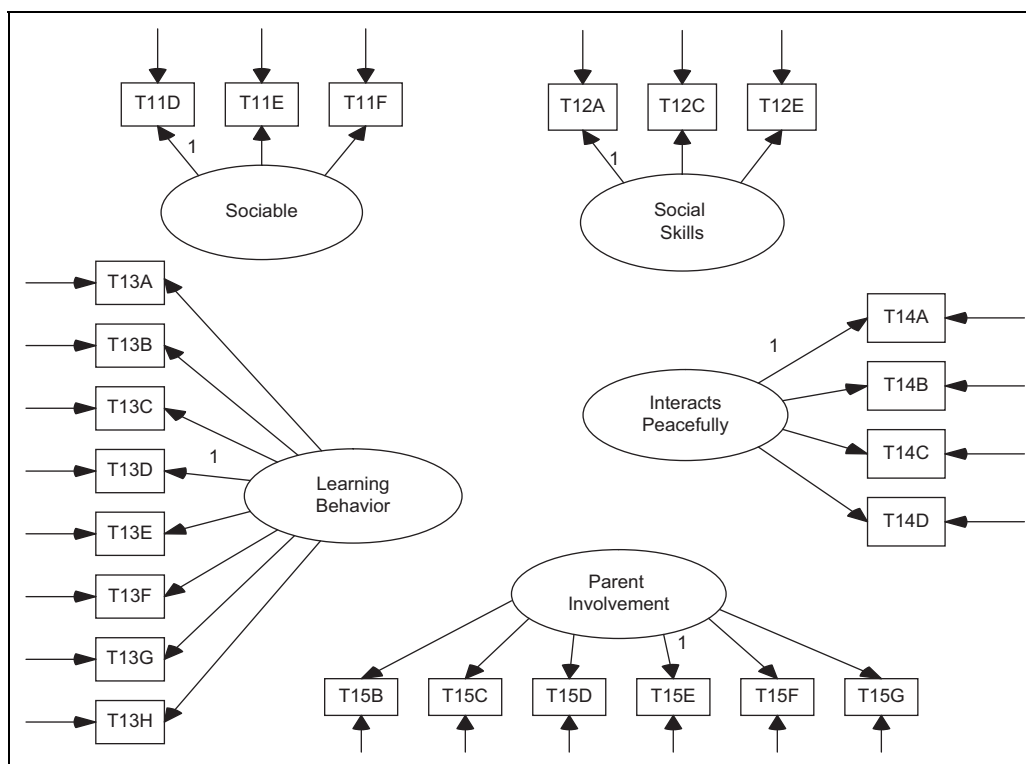 T11D T11E T11F
1
Sociable
T12A T12C T12E
1
Social
Skills
T13A
T13B
T13C
T13D
T13E
T13F
T13G
T13H
1
Learning
Behavior
1
Interacts
Peacefully
T14A
T14B
T14C
T14D
Parent
Involvement
1
T15B T15C T15D T15E T15F T15G